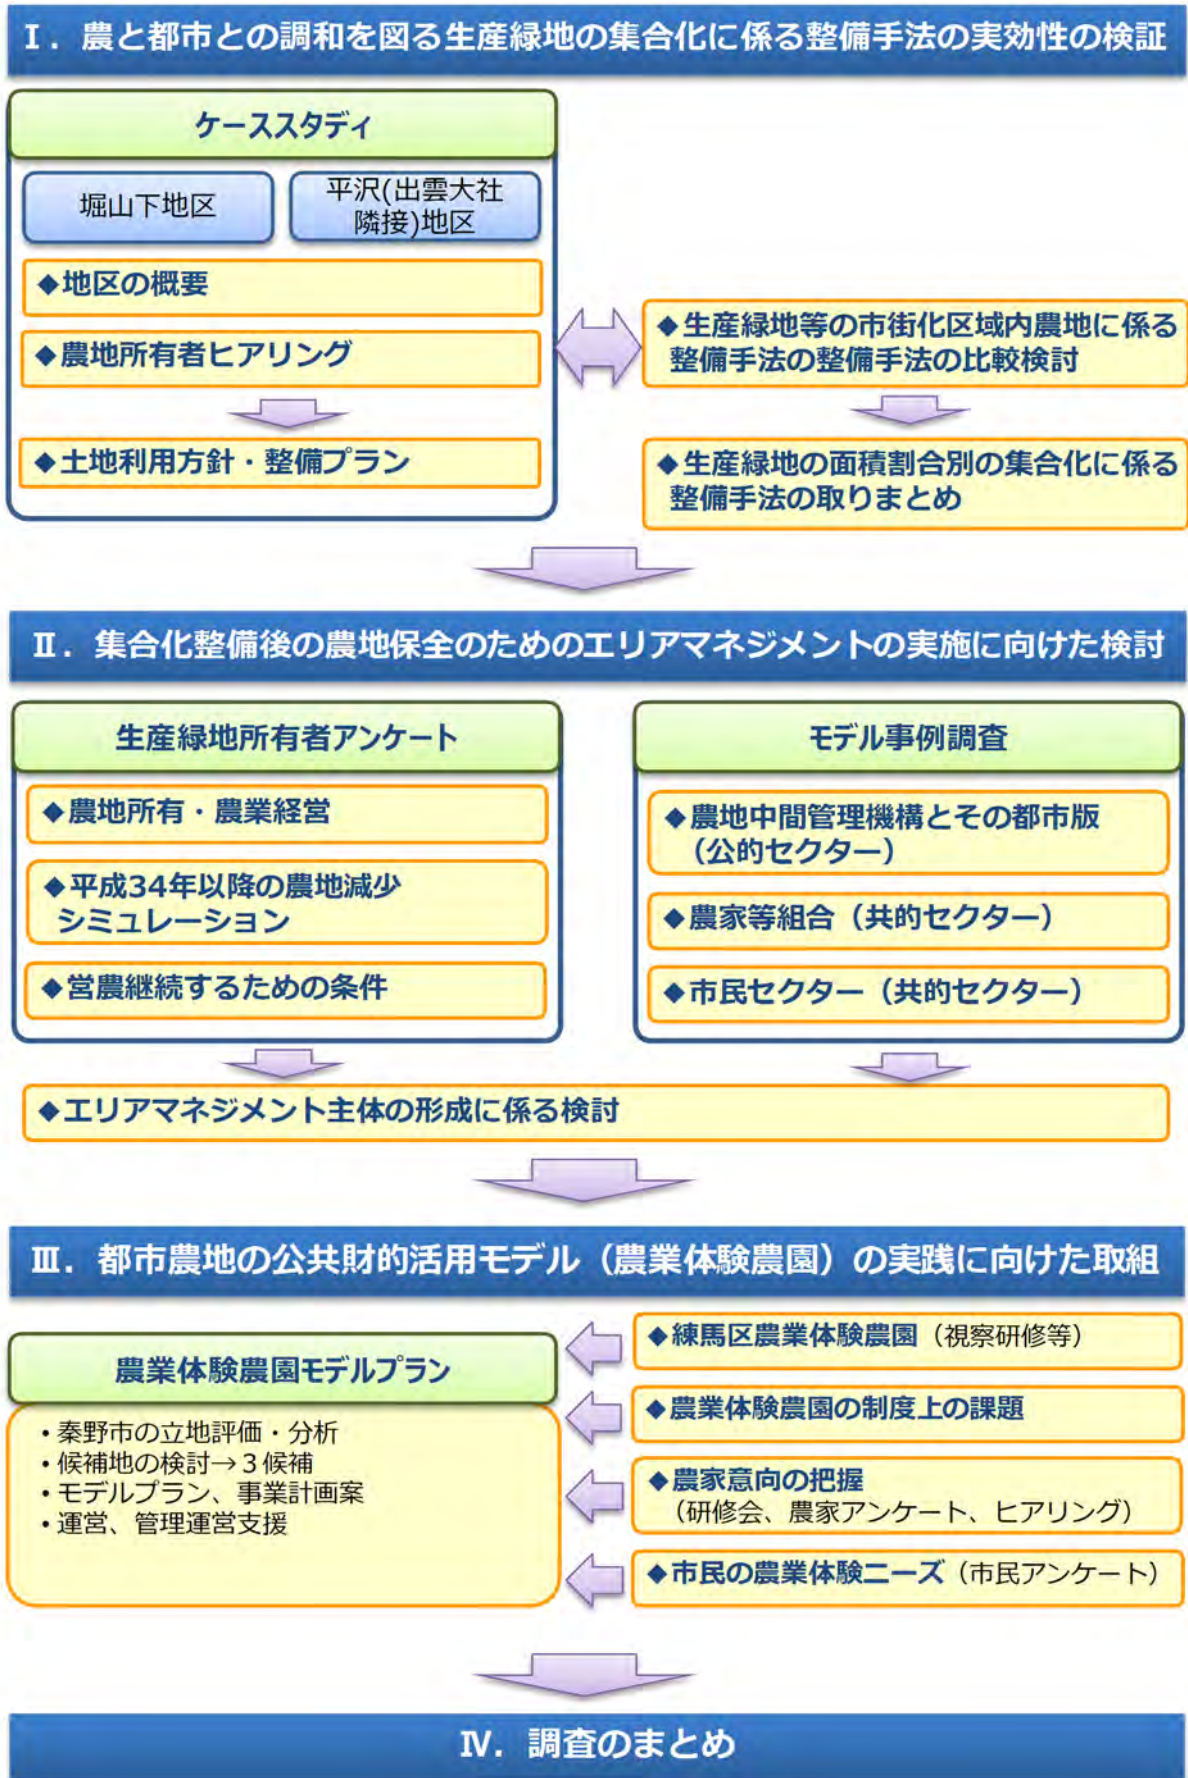 Ⅰ．農と都市との調和を図る生産緑地の集合化に係る整備手法の実効性の検証
ケーススタディ
堀山下地区
平沢(出雲大社
隣接)地区
◆地区の概要
◆農地所有者ヒアリング
◆土地利用方針・整備プラン
◆生産緑地等の市街化区域内農地に係る
整備手法の整備手法の比較検討
◆生産緑地の面積割合別の集合化に係る
整備手法の取りまとめ
Ⅱ．集合化整備後の農地保全のためのエリアマネジメントの実施に向けた検討
生産緑地所有者アンケート
◆農地所有・農業経営
◆平成34年以降の農地減少
シミュレーション
◆営農継続するための条件
モデル事例調査
◆農地中間管理機構とその都市版
（公的セクター）
◆農家等組合（共的セクター）
◆市民セクター（共的セクター）
◆エリアマネジメント主体の形成に係る検討
Ⅲ．都市農地の公共財的活用モデル（農業体験農園）の実践に向けた取組
農業体験農園モデルプラン
・秦野市の立地評価・分析
・候補地の検討→３候補
・モデルプラン、事業計画案
・運営、管理運営支援
◆練馬区農業体験農園（視察研修等）
◆農業体験農園の制度上の課題
◆農家意向の把握
（研修会、農家アンケート、ヒアリング）
◆市民の農業体験ニーズ（市民アンケート）
Ⅳ．調査のまとめ